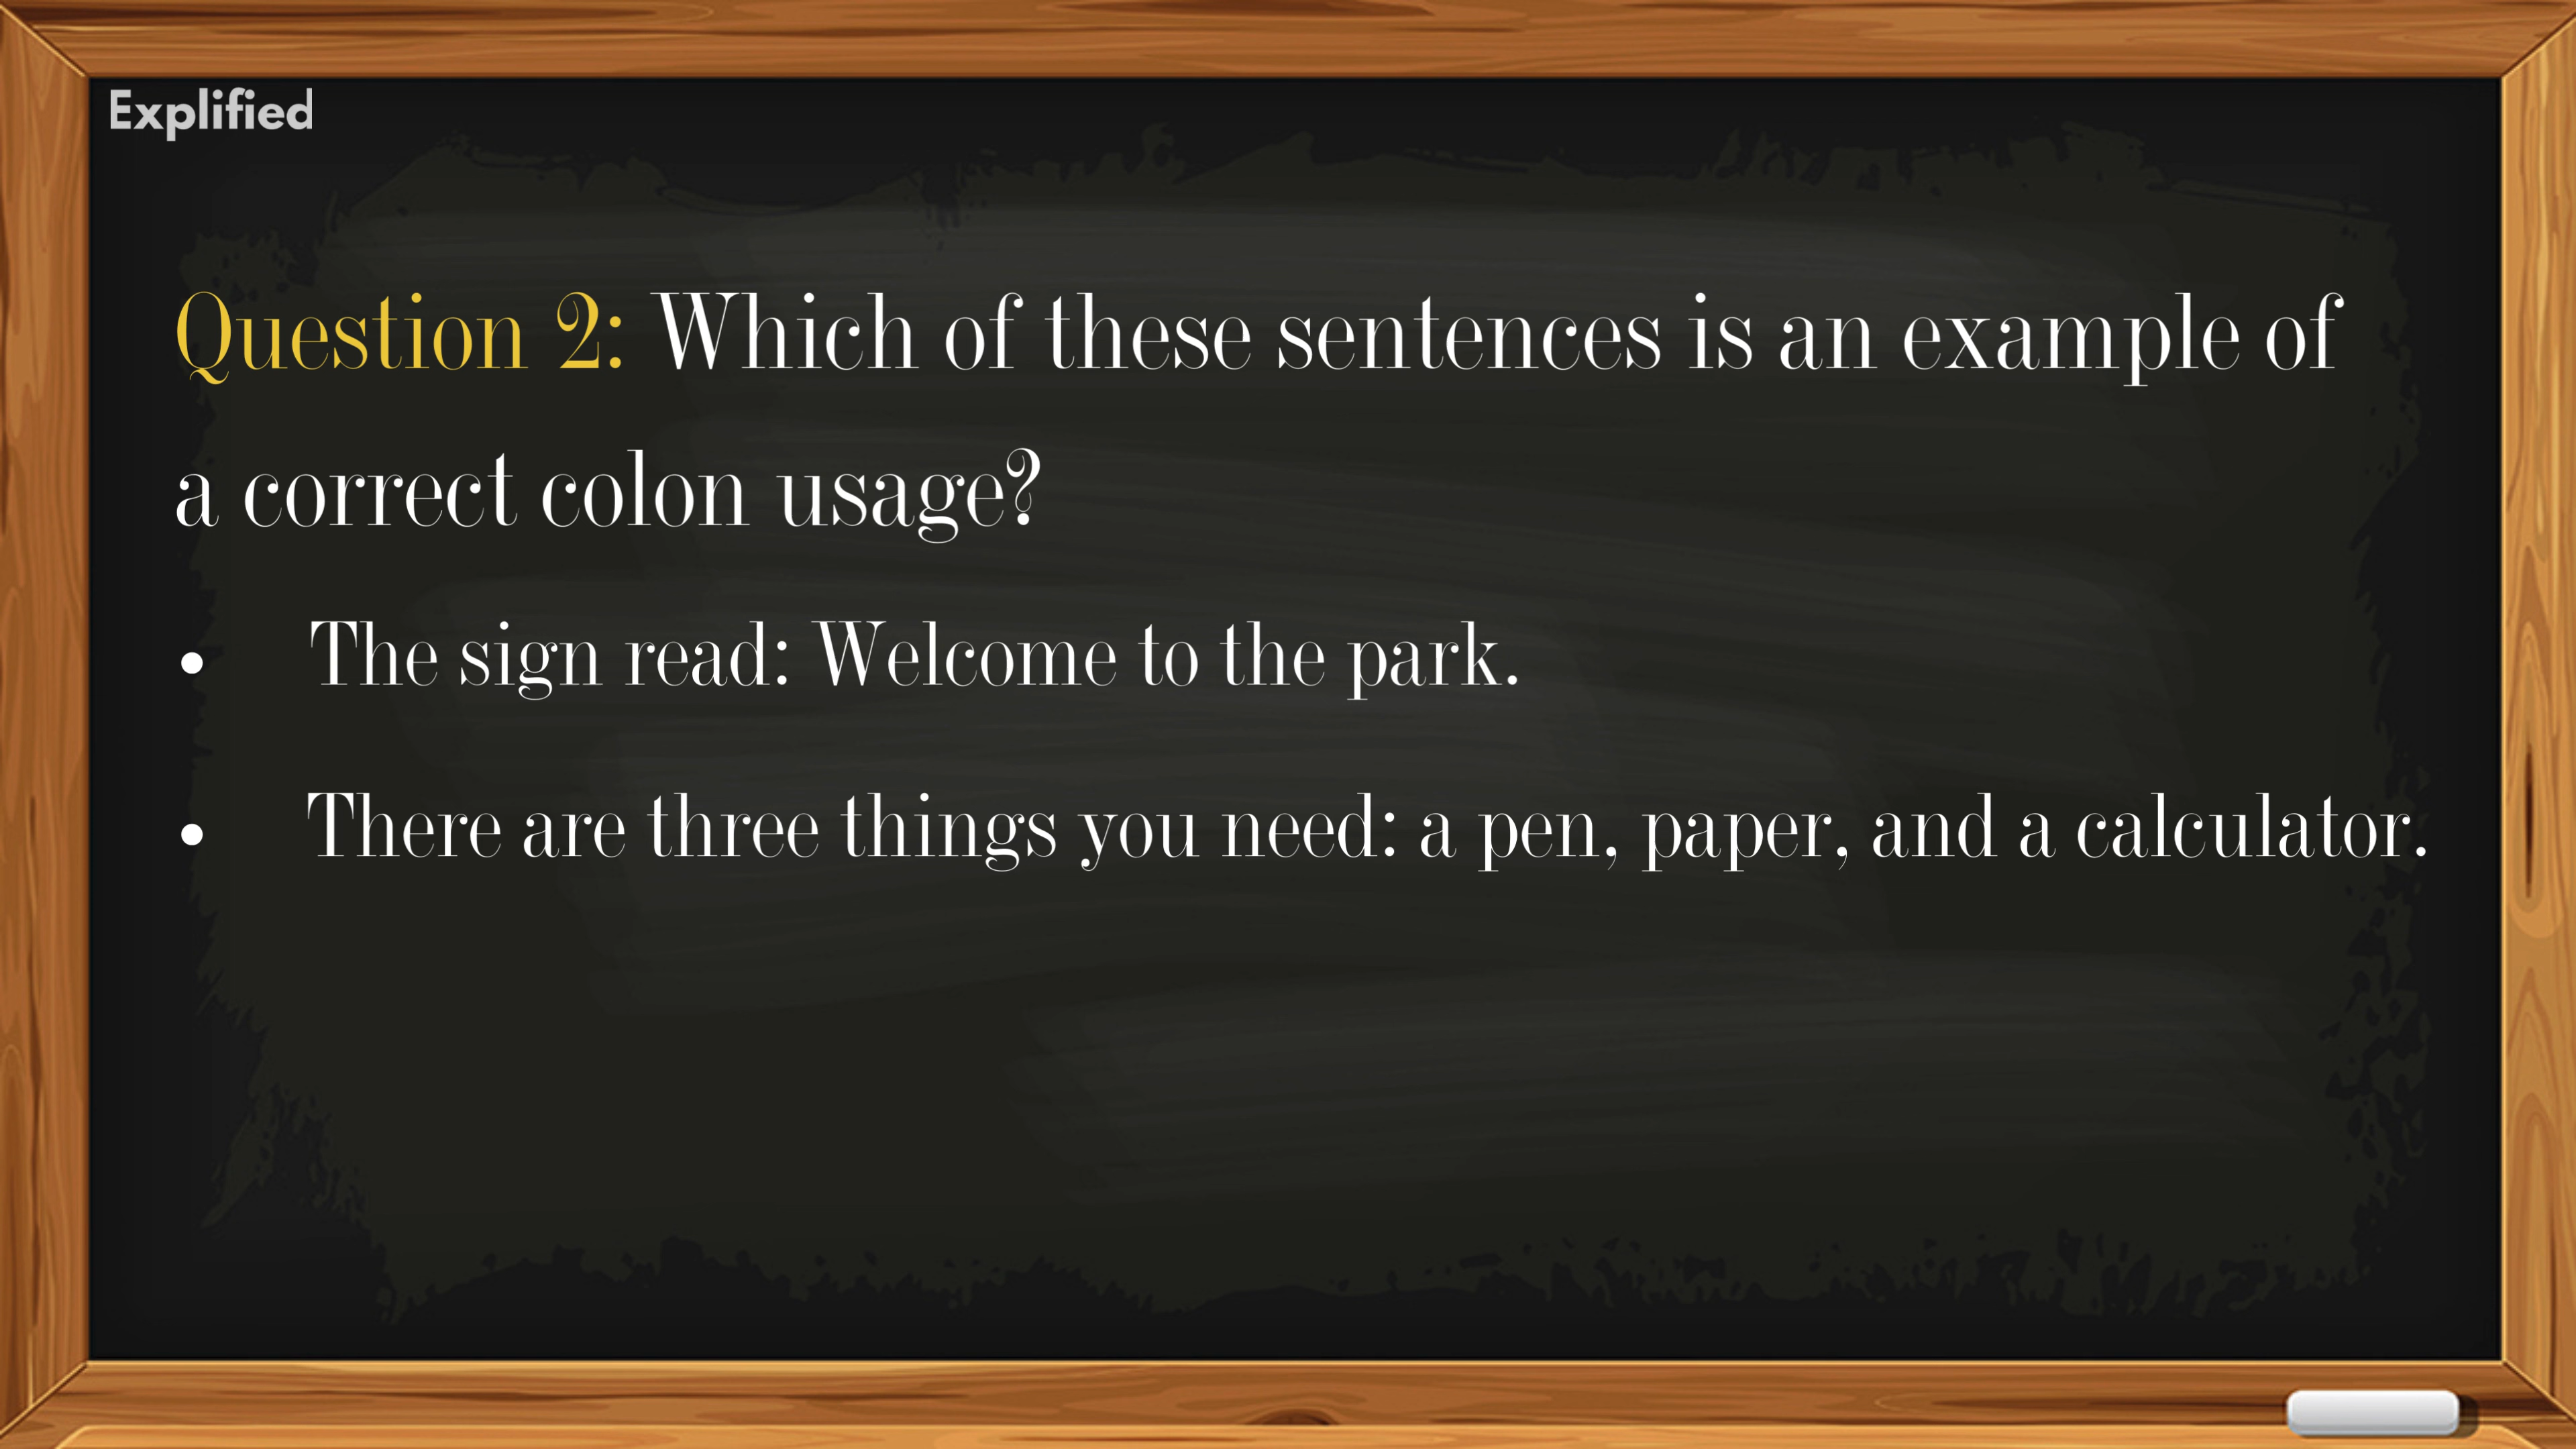 Explified
Question 2: Which of these sentences is an example of
a correct colon usage?
• The sign read: Welcome to the park.
• There are three things you need: a pen, paper, and a calculator.